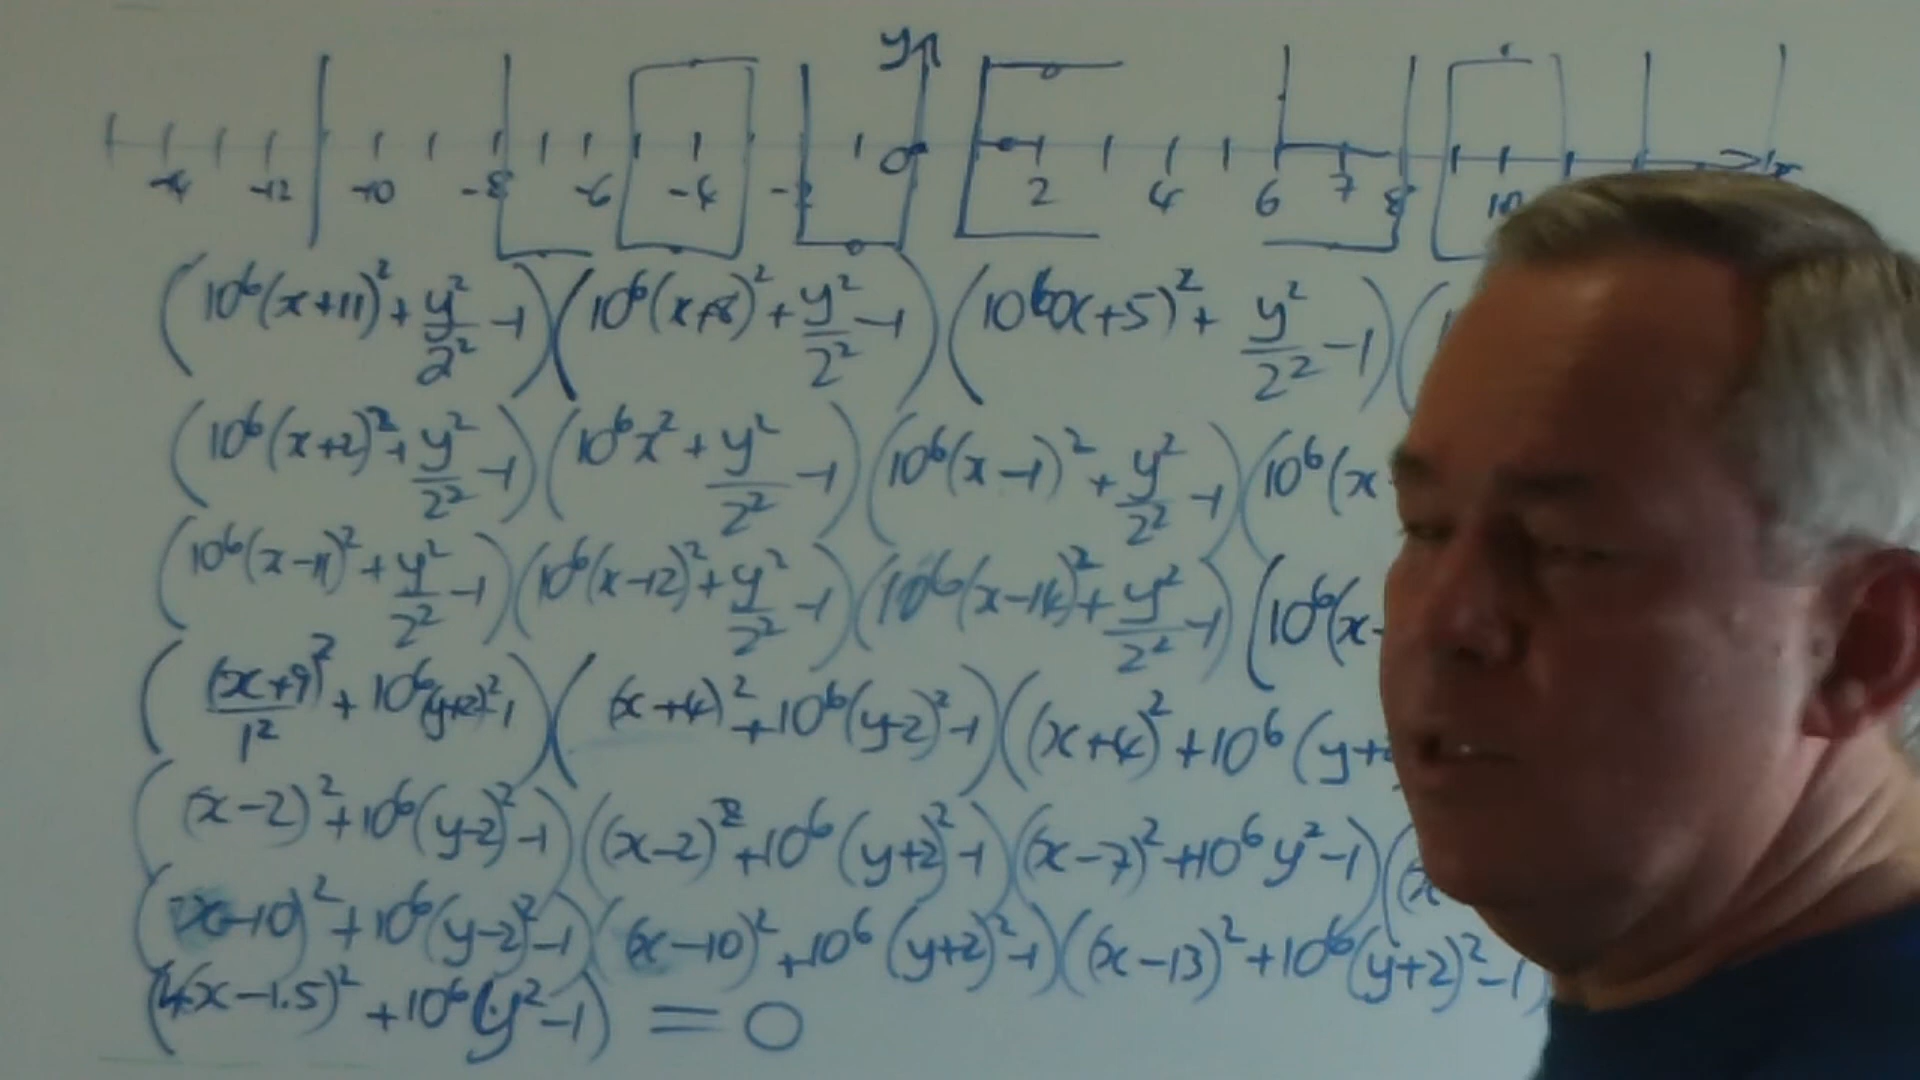 y
-14 -12 -10 -8 -6 -4 -2 0 2 4 6 7 8 10 x
(10⁶(x+11)² + y²/2² -1)(10⁶(x+8)² + y²/2² -1)(10⁶(x+5)² + y²/2² -1)(
(10⁶(x+2)² + y²/2² -1)(10⁶x² + y²/2² -1)(10⁶(x-1)² + y²/2² -1)(10⁶(x-
(10⁶(x-11)² + y²/2² -1)(10⁶(x-12)² + y²/2² -1)(10⁶(x-14)² + y²/2² -1)(10⁶(x-
((x+9)²/1² + 10⁶(y+2)²-1)((x+4)² + 10⁶(y-2)²-1)((x+4)² + 10⁶(y+
(x-2)² + 10⁶(y-2)²-1)((x-2)² + 10⁶(y+2)²-1)(x-7)² + 10⁶y²-1)(
(x-10)² + 10⁶(y-2)²-1)(x-10)² + 10⁶(y+2)²-1)(x-13)² + 10⁶(y+2)²-1)
(4(x-1.5)² + 10⁶y²-1) = 0